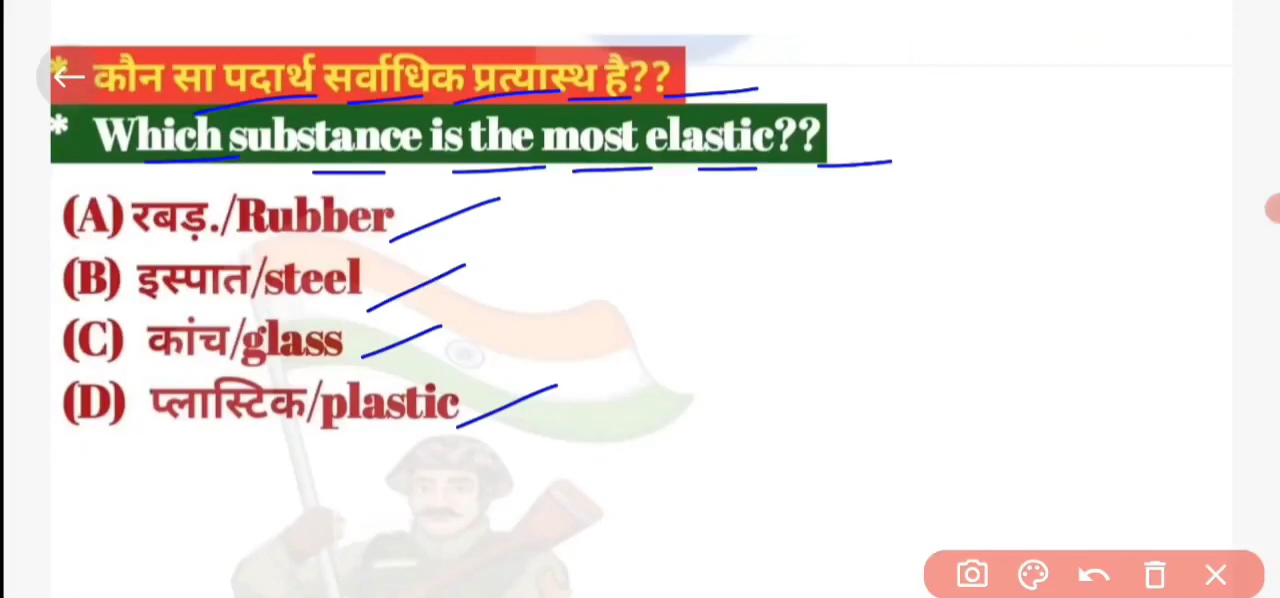 * कौन सा पदार्थ सर्वाधिक प्रत्यास्थ है??
* Which substance is the most elastic??
(A) रबड़./Rubber
(B) इस्पात/steel
(C) कांच/glass
(D) प्लास्टिक/plastic